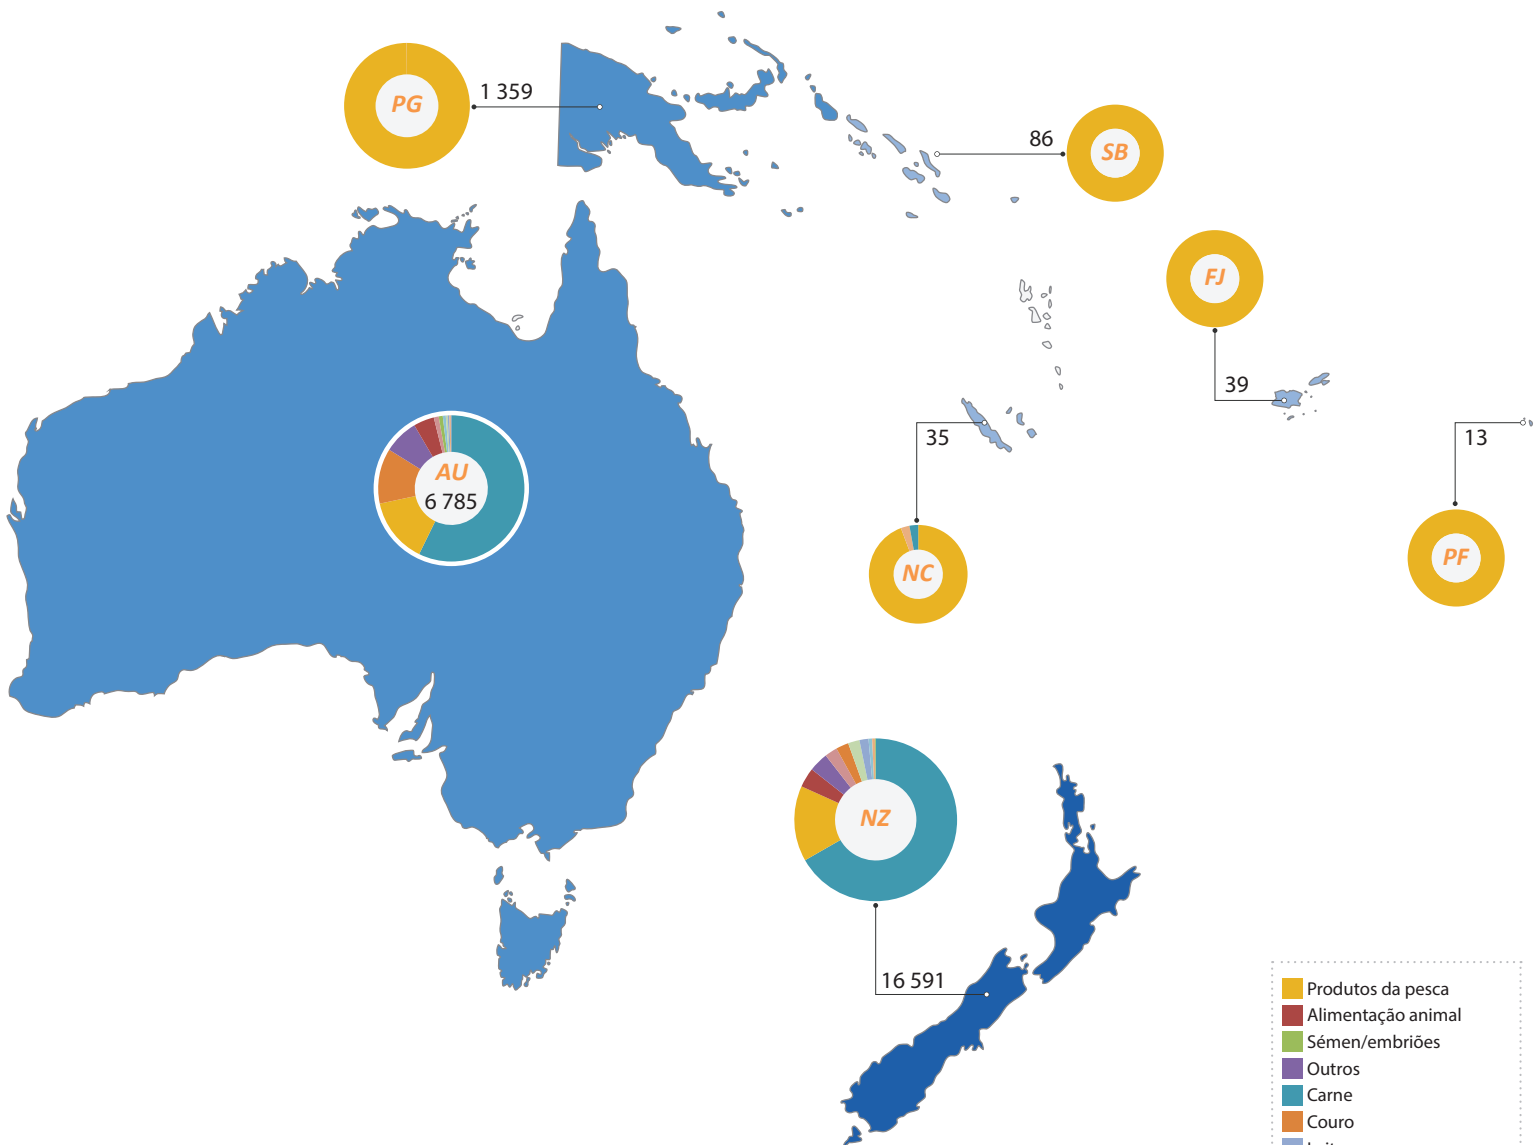 PG
1 359
86
SB
FJ
39
35
13
AU
6 785
NC
PF
NZ
16 591
Produtos da pesca
Alimentação animal
Sémen/embriões
Outros
Carne
Couro